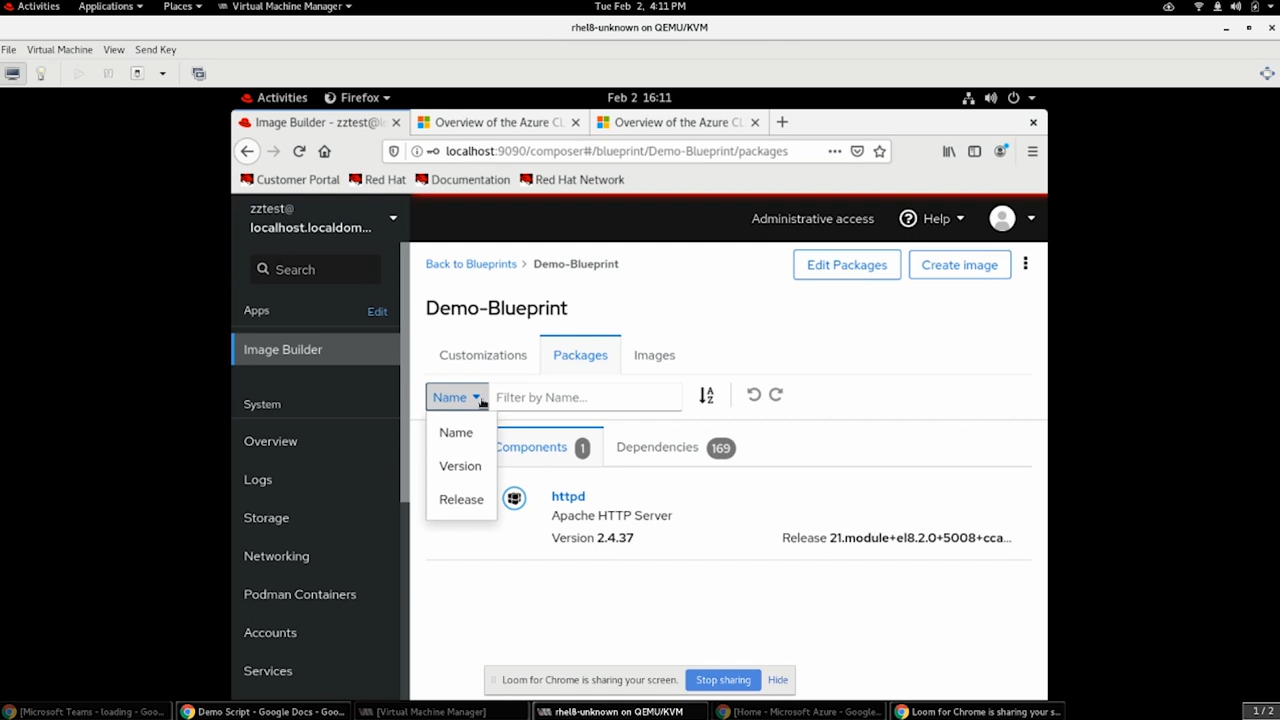 Activities Applications Places Virtual Machine Manager Tue Feb 2, 4:11 PM
rhel8-unknown on QEMU/KVM
File Virtual Machine View Send Key
Activities Firefox Feb 2 16:11
Image Builder - zztest@l Overview of the Azure CL Overview of the Azure CL
localhost:9090/composer#/blueprint/Demo-Blueprint/packages
Customer Portal Red Hat Documentation Red Hat Network
zztest@
localhost.localdom...
Administrative access Help
Search
Back to Blueprints > Demo-Blueprint Edit Packages Create image
Apps Edit
Demo-Blueprint
Image Builder
Customizations Packages Images
Name Filter by Name...
System
Name
Version
Release
Components 1 Dependencies 169
Overview
Logs
Storage
Networking
Podman Containers
Accounts
Services
httpd
Apache HTTP Server
Version 2.4.37 Release 21.module+el8.2.0+5008+cca...
Loom for Chrome is sharing your screen. Stop sharing Hide
[Microsoft Teams - loading - Goo... Demo Script - Google Docs - Goo... [Virtual Machine Manager] rhel8-unknown on QEMU/KVM [Home - Microsoft Azure - Google... Loom for Chrome is sharing your s... 1 / 2